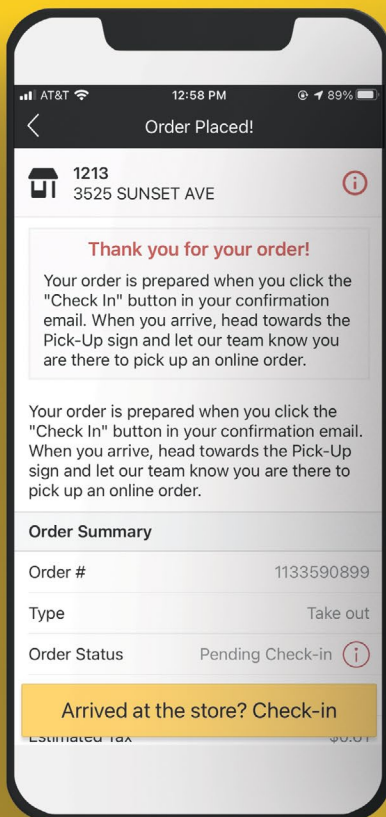 AT&T 12:58 PM 89%
Order Placed!
1213
3525 SUNSET AVE
Thank you for your order!
Your order is prepared when you click the
"Check In" button in your confirmation
email. When you arrive, head towards the
Pick-Up sign and let our team know you
are there to pick up an online order.
Your order is prepared when you click the
"Check In" button in your confirmation email.
When you arrive, head towards the Pick-Up
sign and let our team know you are there to
pick up an online order.
Order Summary
Order # 1133590899
Type Take out
Order Status Pending Check-in
Arrived at the store? Check-in
Estimated Tax